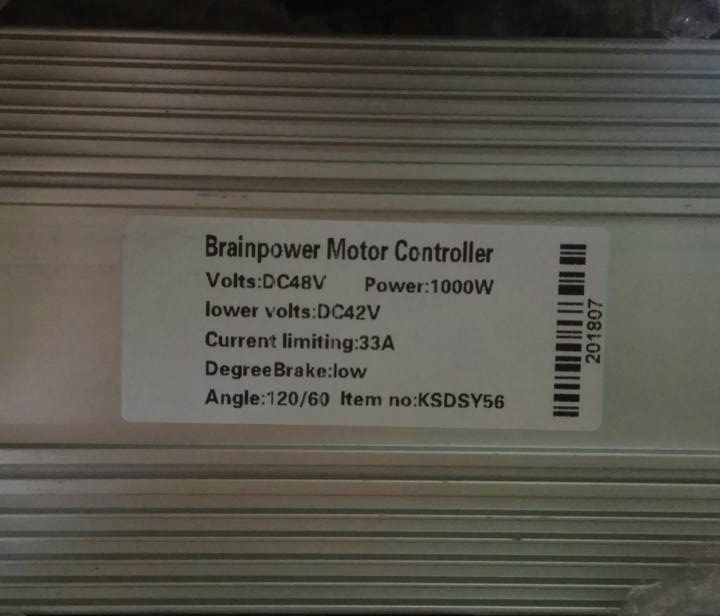 Brainpower Motor Controller
Volts:DC48V Power:1000W
lower volts:DC42V
Current limiting:33A
DegreeBrake:low
Angle:120/60 Item no:KSDSY56
201807